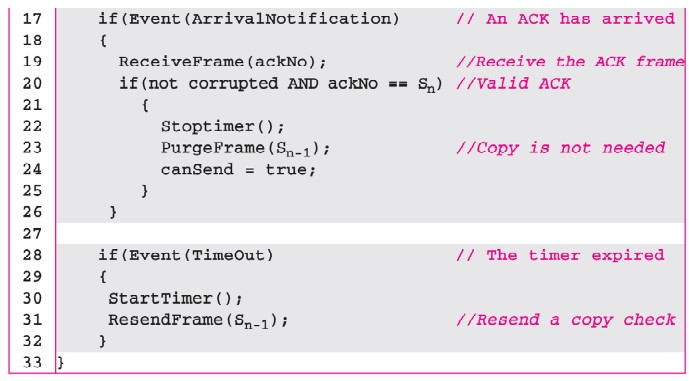 17 if(Event(ArrivalNotification) // An ACK has arrived
18 {
19 ReceiveFrame(ackNo); //Receive the ACK frame
20 if(not corrupted AND ackNo == Sn) //Valid ACK
21 {
22 Stoptimer();
23 PurgeFrame(Sn-1); //Copy is not needed
24 canSend = true;
25 }
26 }
27
28 if(Event(TimeOut) // The timer expired
29 {
30 StartTimer();
31 ResendFrame(Sn-1); //Resend a copy check
32 }
33 }